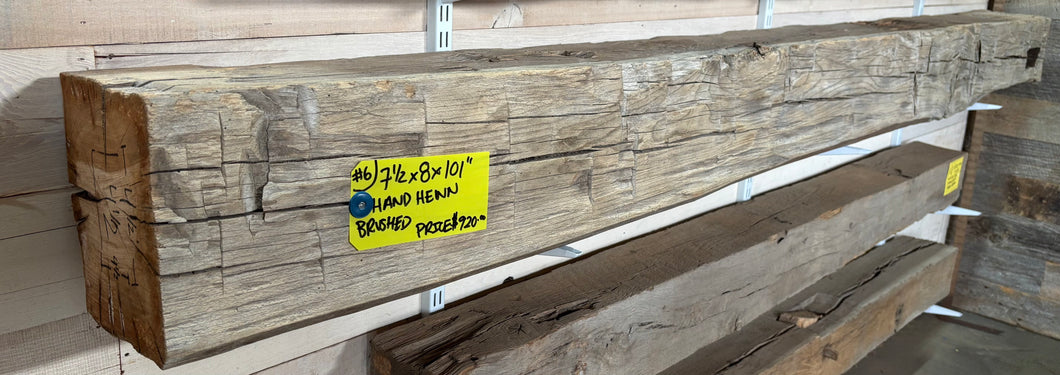 #6) 7½x8x101"
HAND HEWN
BRUSHED PRICE $920.00